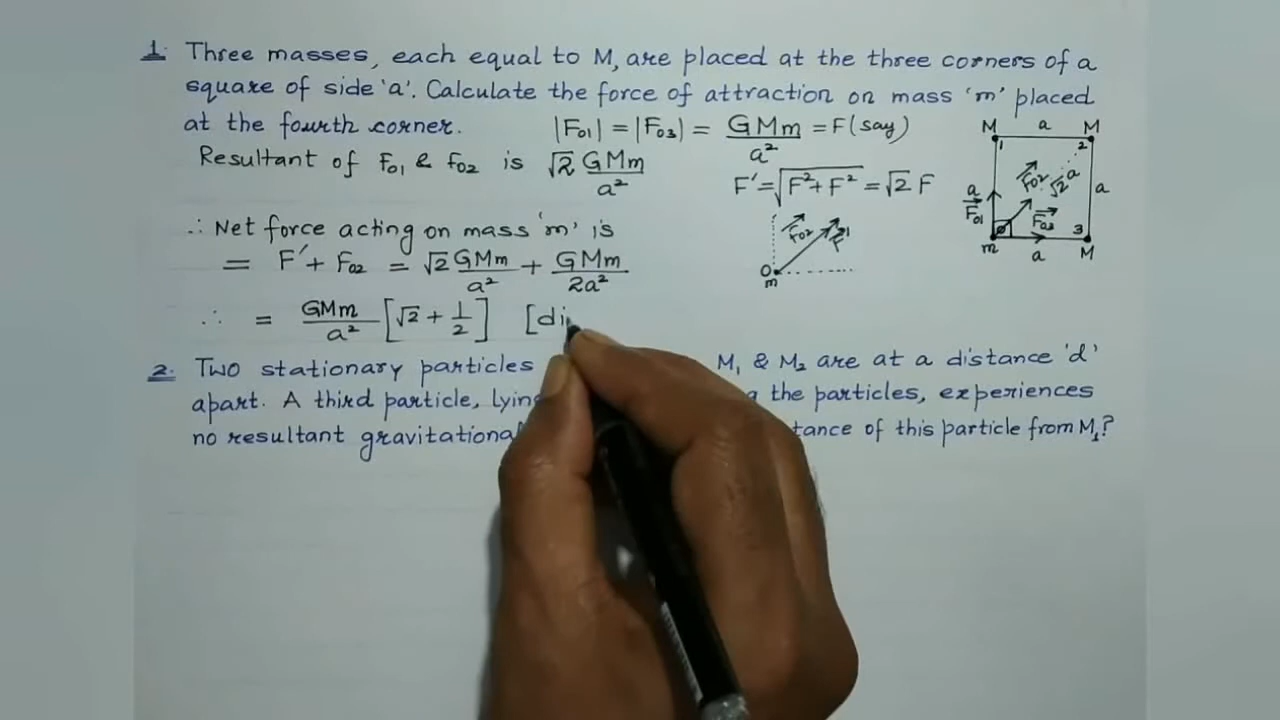 1. Three masses, each equal to M, are placed at the three corners of a
square of side 'a'. Calculate the force of attraction on mass 'm' placed
at the fourth corner. |F01| = |F03| = GMm/a² = F (say)
Resultant of F01 & F02 is √2 GMm/a²
F' = √(F²+F²) = √2 F
∴ Net force acting on mass 'm' is
= F' + F02 = √2 GMm/a² + GMm/2a²
∴ = GMm/a² [√2 + 1/2] [di
M a M
1 2
a F01 F02 √2 a a
F03
m 0 3 M
a
F02 F'
0
m
2. Two stationary particles M₁ & M₂ are at a distance 'd'
apart. A third particle, lying the particles, experiences
no resultant gravitational tance of this particle from M₁?